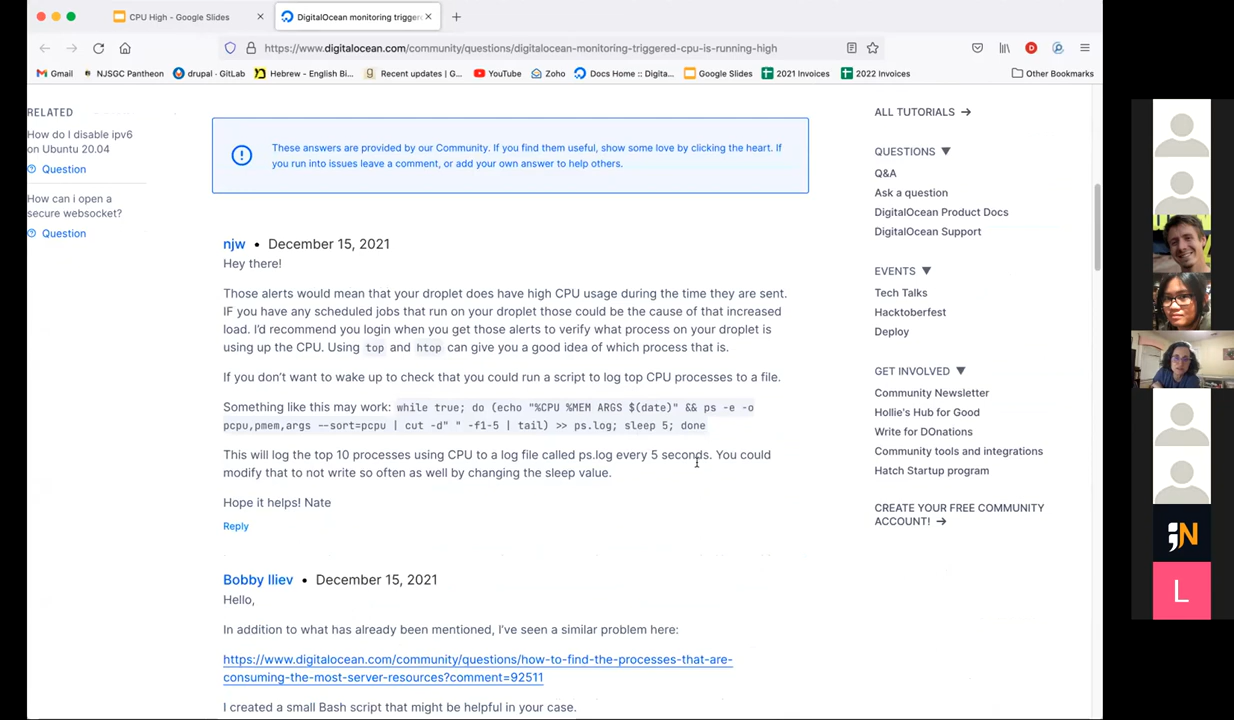 CPU High - Google Slides
DigitalOcean monitoring trigger
https://www.digitalocean.com/community/questions/digitalocean-monitoring-triggered-cpu-is-running-high
Gmail
NJSGC Pantheon
drupal · GitLab
Hebrew - English Bi...
Recent updates | G...
YouTube
Zoho
Docs Home :: Digita...
Google Slides
2021 Invoices
2022 Invoices
Other Bookmarks
RELATED
How do I disable ipv6
on Ubuntu 20.04
Question
How can i open a
secure websocket?
Question
These answers are provided by our Community. If you find them useful, show some love by clicking the heart. If
you run into issues leave a comment, or add your own answer to help others.
njw • December 15, 2021
Hey there!
Those alerts would mean that your droplet does have high CPU usage during the time they are sent.
IF you have any scheduled jobs that run on your droplet those could be the cause of that increased
load. I'd recommend you login when you get those alerts to verify what process on your droplet is
using up the CPU. Using top and htop can give you a good idea of which process that is.
If you don't want to wake up to check that you could run a script to log top CPU processes to a file.
Something like this may work: while true; do (echo "%CPU %MEM ARGS $(date)" && ps -e -o
pcpu,pmem,args --sort=pcpu | cut -d" " -f1-5 | tail) >> ps.log; sleep 5; done
This will log the top 10 processes using CPU to a log file called ps.log every 5 seconds. You could
modify that to not write so often as well by changing the sleep value.
Hope it helps! Nate
Reply
Bobby Iliev • December 15, 2021
Hello,
In addition to what has already been mentioned, I've seen a similar problem here:
https://www.digitalocean.com/community/questions/how-to-find-the-processes-that-are-
consuming-the-most-server-resources?comment=92511
I created a small Bash script that might be helpful in your case.
ALL TUTORIALS →
QUESTIONS
Q&A
Ask a question
DigitalOcean Product Docs
DigitalOcean Support
EVENTS
Tech Talks
Hacktoberfest
Deploy
GET INVOLVED
Community Newsletter
Hollie's Hub for Good
Write for DOnations
Community tools and integrations
Hatch Startup program
CREATE YOUR FREE COMMUNITY
ACCOUNT! →
N
L